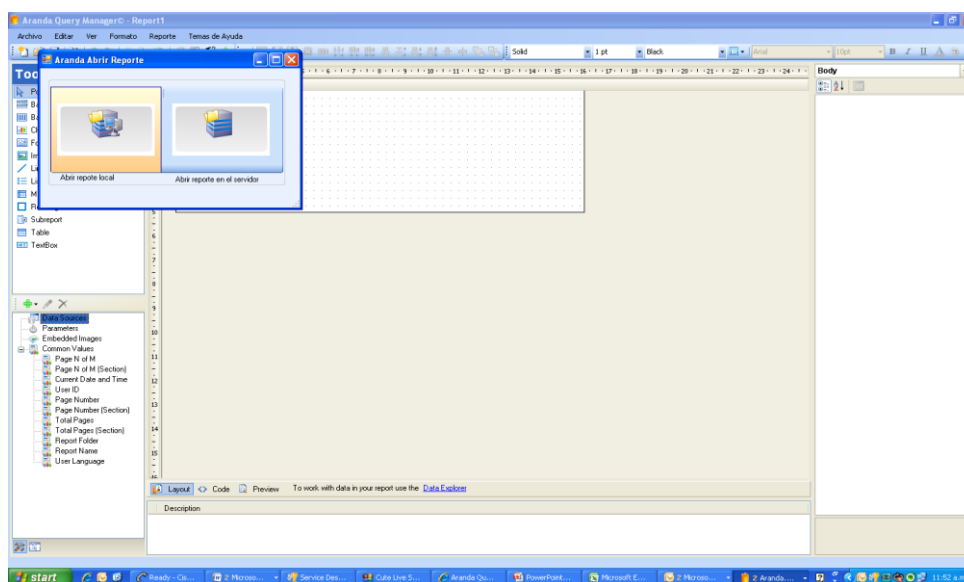 Aranda Query Manager© - Report1
Archivo Editar Ver Formato Reporte Temas de Ayuda
Solid 1 pt Black Arial 10pt B I U A
Aranda Abrir Reporte
Abrir repote local
Abrir reporte en el servidor
Body
Subreport
Table
TextBox
Data Sources
Parameters
Embedded Images
Common Values
Page N of M
Page N of M (Section)
Current Date and Time
User ID
Page Number
Page Number (Section)
Total Pages
Total Pages (Section)
Report Folder
Report Name
User Language
Layout Code Preview To work with data in your report use the Data Explorer
Description
start Ready - Cis... 2 Microso... Service Des... Cute Live S... Aranda Qu... PowerPoint... Microsoft E... 2 Microso... 2 Aranda.... 11:52 a.m.